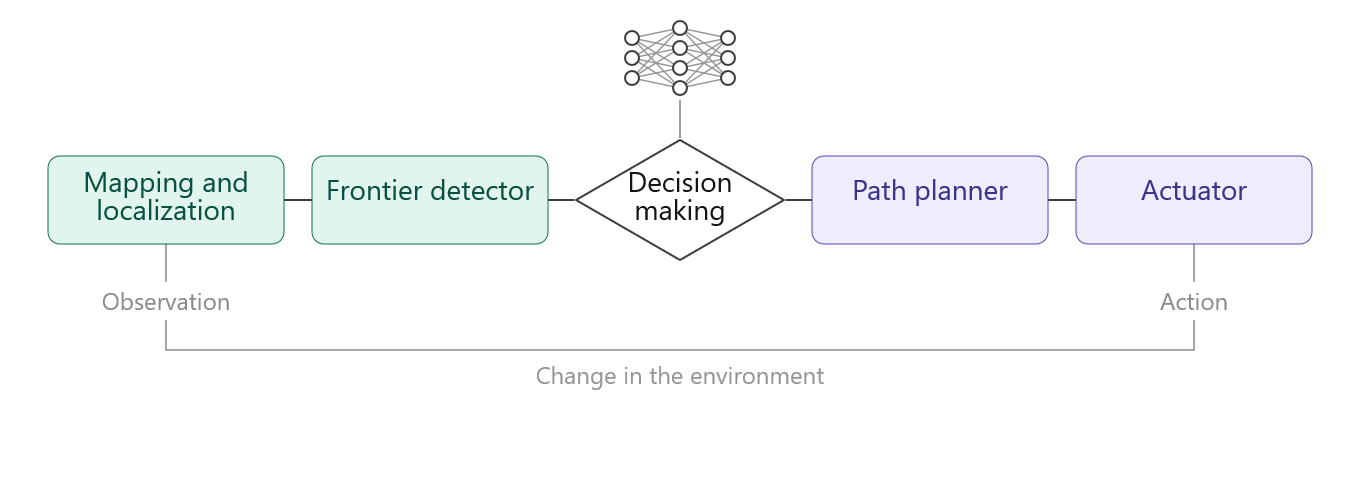 Mapping and
localization
Frontier detector
Decision
making
Path planner
Actuator
Observation
Action
Change in the environment